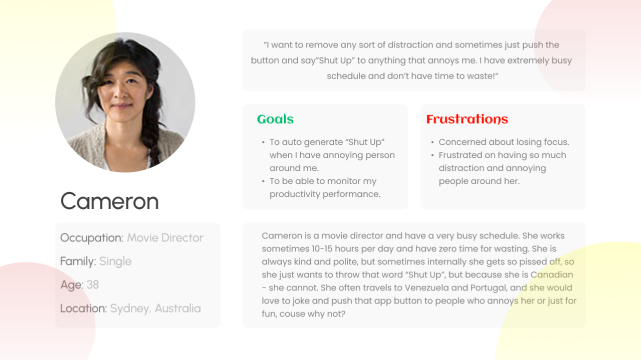 "I want to remove any sort of distraction and sometimes just push the
button and say"Shut Up" to anything that annoys me. I have extremely busy
schedule and don't have time to waste!"
Goals
• To auto generate "Shut Up"
when I have annoying person
around me.
• To be able to monitor my
productivity performance.
Frustrations
• Concerned about losing focus.
• Frustrated on having so much
distraction and annoying
people around her.
Cameron
Occupation: Movie Director
Family: Single
Age: 38
Location: Sydney, Australia
Cameron is a movie director and have a very busy schedule. She works
sometimes 10-15 hours per day and have zero time for wasting. She is
always kind and polite, but sometimes internally she gets so pissed off, so
she just wants to throw that word "Shut Up", but because she is Canadian
- she cannot. She often travels to Venezuela and Portugal, and she would
love to joke and push that app button to people who annoys her or just for
fun, couse why not?